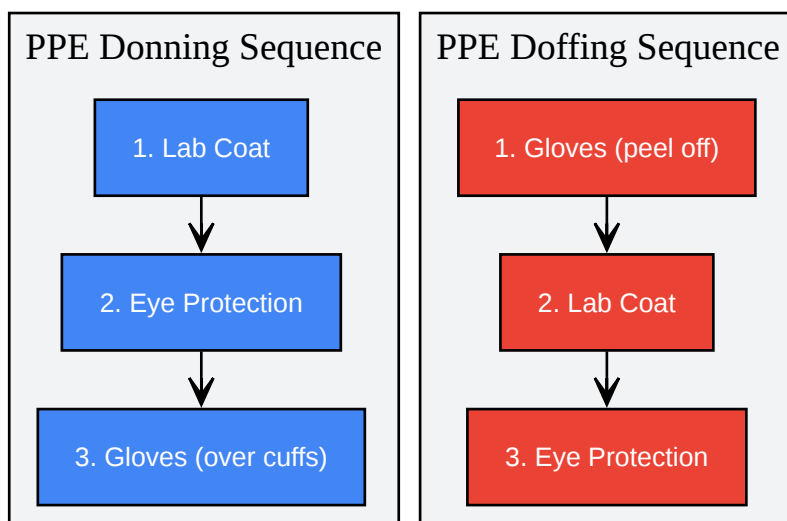 PPE Donning Sequence
1. Lab Coat
2. Eye Protection
3. Gloves (over cuffs)
PPE Doffing Sequence
1. Gloves (peel off)
2. Lab Coat
3. Eye Protection